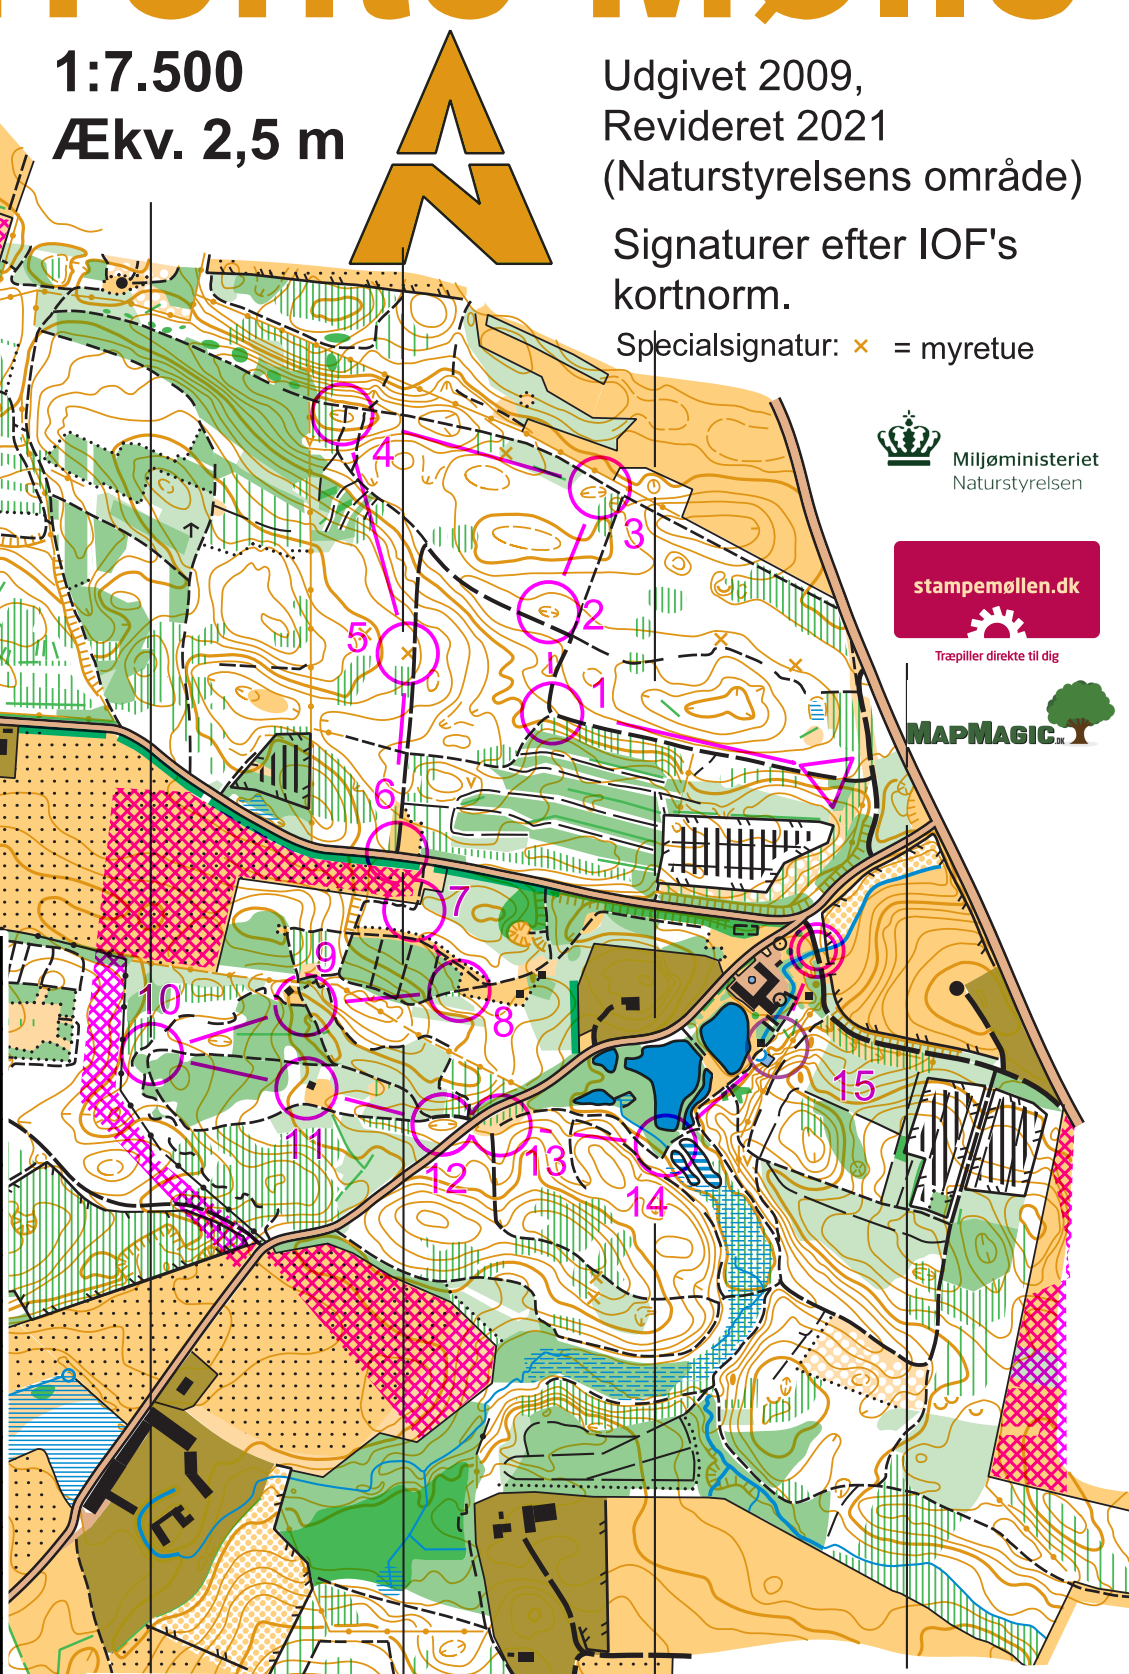 1:7.500
Ækv. 2,5 m
Udgivet 2009,
Revideret 2021
(Naturstyrelsens område)
Signaturer efter IOF's
kortnorm.
Specialsignatur: × = myretue
Miljøministeriet
Naturstyrelsen
stampemøllen.dk
Træpiller direkte til dig
MAPMAGIC.DK
4
3
2
5
1
6
7
9
10
8
15
11
13
12
14